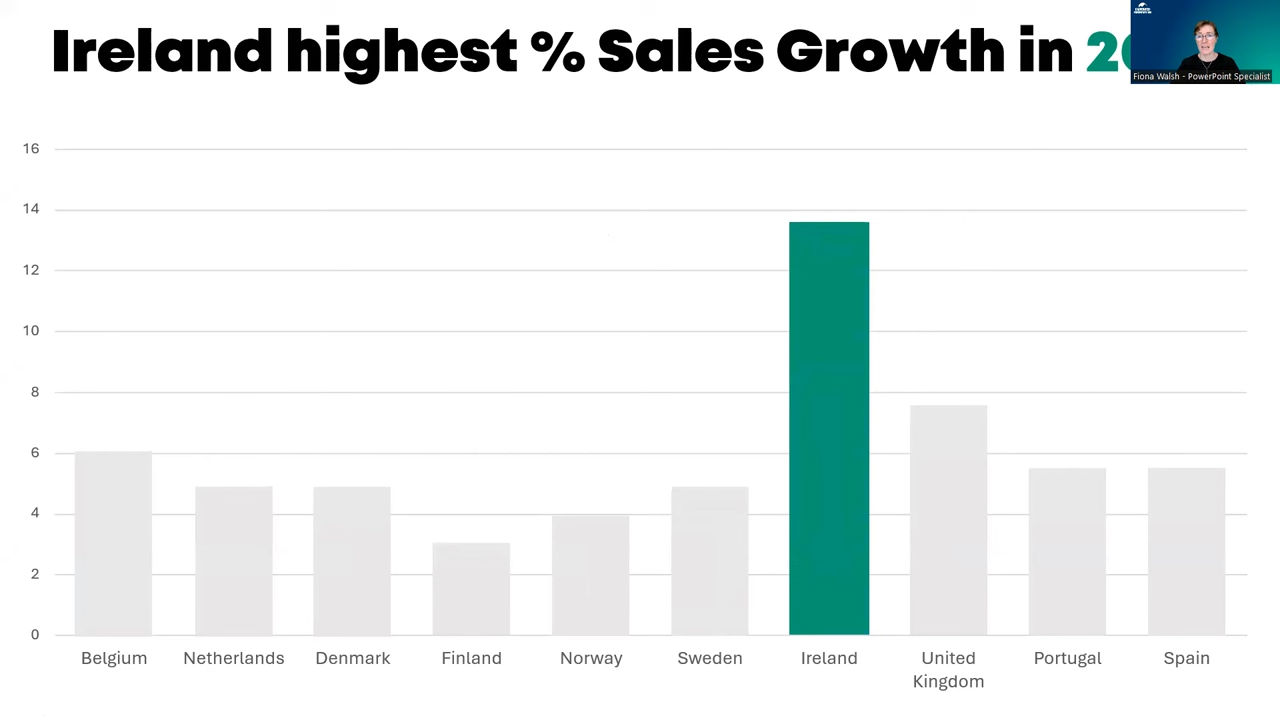 Ireland highest % Sales Growth in
Fiona Walsh - PowerPoint Specialist
16
14
12
10
8
6
4
2
0
Belgium
Netherlands
Denmark
Finland
Norway
Sweden
Ireland
United
Kingdom
Portugal
Spain